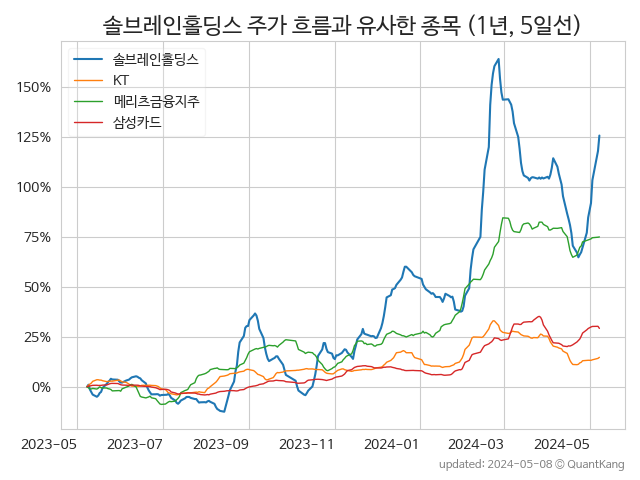 솔브레인홀딩스 주가 흐름과 유사한 종목 (1년, 5일선)
솔브레인홀딩스
KT
메리츠금융지주
삼성카드
150%
125%
100%
75%
50%
25%
0%
2023-05 2023-07 2023-09 2023-11 2024-01 2024-03 2024-05
updated: 2024-05-08 © QuantKang